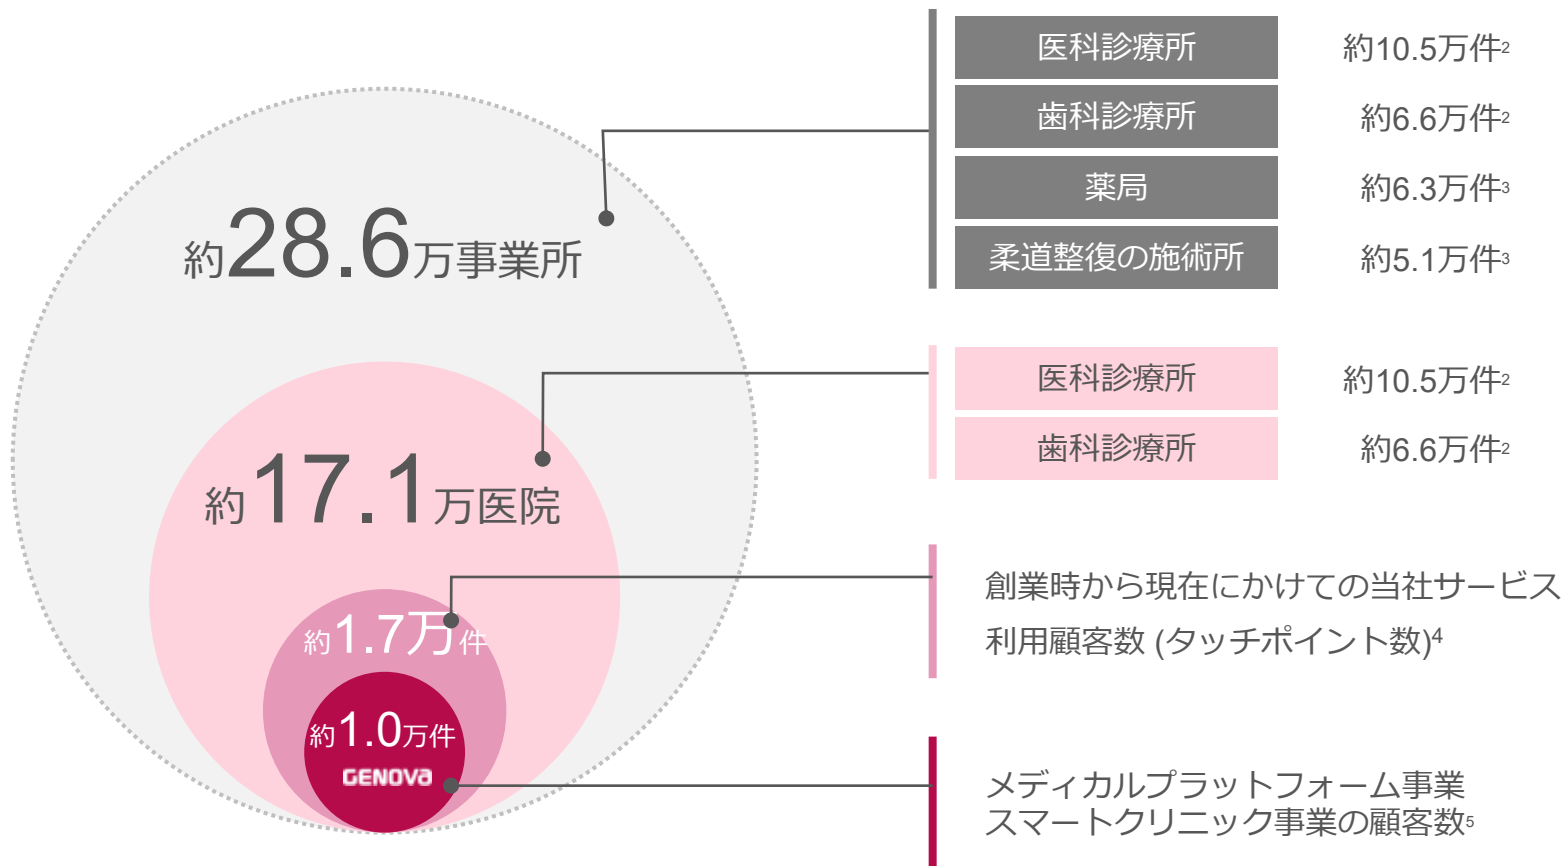 約28.6万事業所
医科診療所 約10.5万件2
歯科診療所 約6.6万件2
薬局 約6.3万件3
柔道整復の施術所 約5.1万件3
約17.1万医院
医科診療所 約10.5万件2
歯科診療所 約6.6万件2
約1.7万件
創業時から現在にかけての当社サービス
利用顧客数 (タッチポイント数)4
約1.0万件
GENOVA
メディカルプラットフォーム事業
スマートクリニック事業の顧客数5